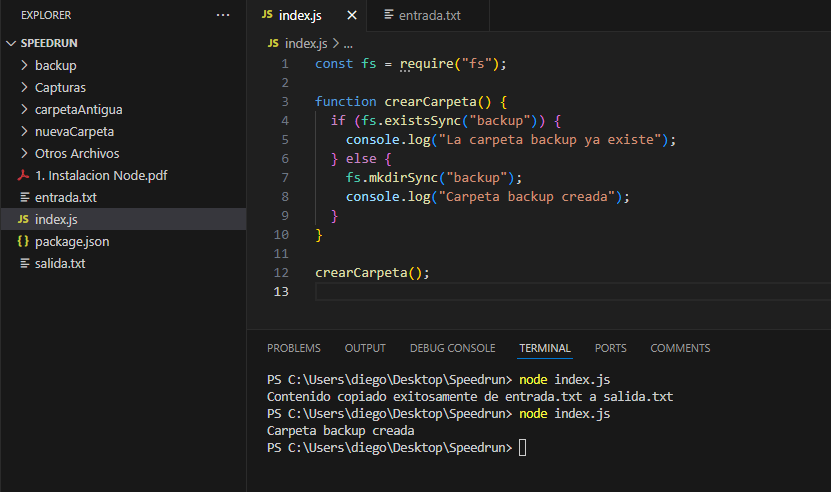 EXPLORER
...
SPEEDRUN
backup
Capturas
carpetaAntigua
nuevaCarpeta
Otros Archivos
1. Instalacion Node.pdf
entrada.txt
JS index.js
{} package.json
salida.txt
JS index.js
entrada.txt
JS index.js > ...
1 const fs = require("fs");
2
3 function crearCarpeta() {
4 if (fs.existsSync("backup")) {
5 console.log("La carpeta backup ya existe");
6 } else {
7 fs.mkdirSync("backup");
8 console.log("Carpeta backup creada");
9 }
10 }
11
12 crearCarpeta();
13
PROBLEMS OUTPUT DEBUG CONSOLE TERMINAL PORTS COMMENTS
PS C:\Users\diego\Desktop\Speedrun> node index.js
Contenido copiado exitosamente de entrada.txt a salida.txt
PS C:\Users\diego\Desktop\Speedrun> node index.js
Carpeta backup creada
PS C:\Users\diego\Desktop\Speedrun>